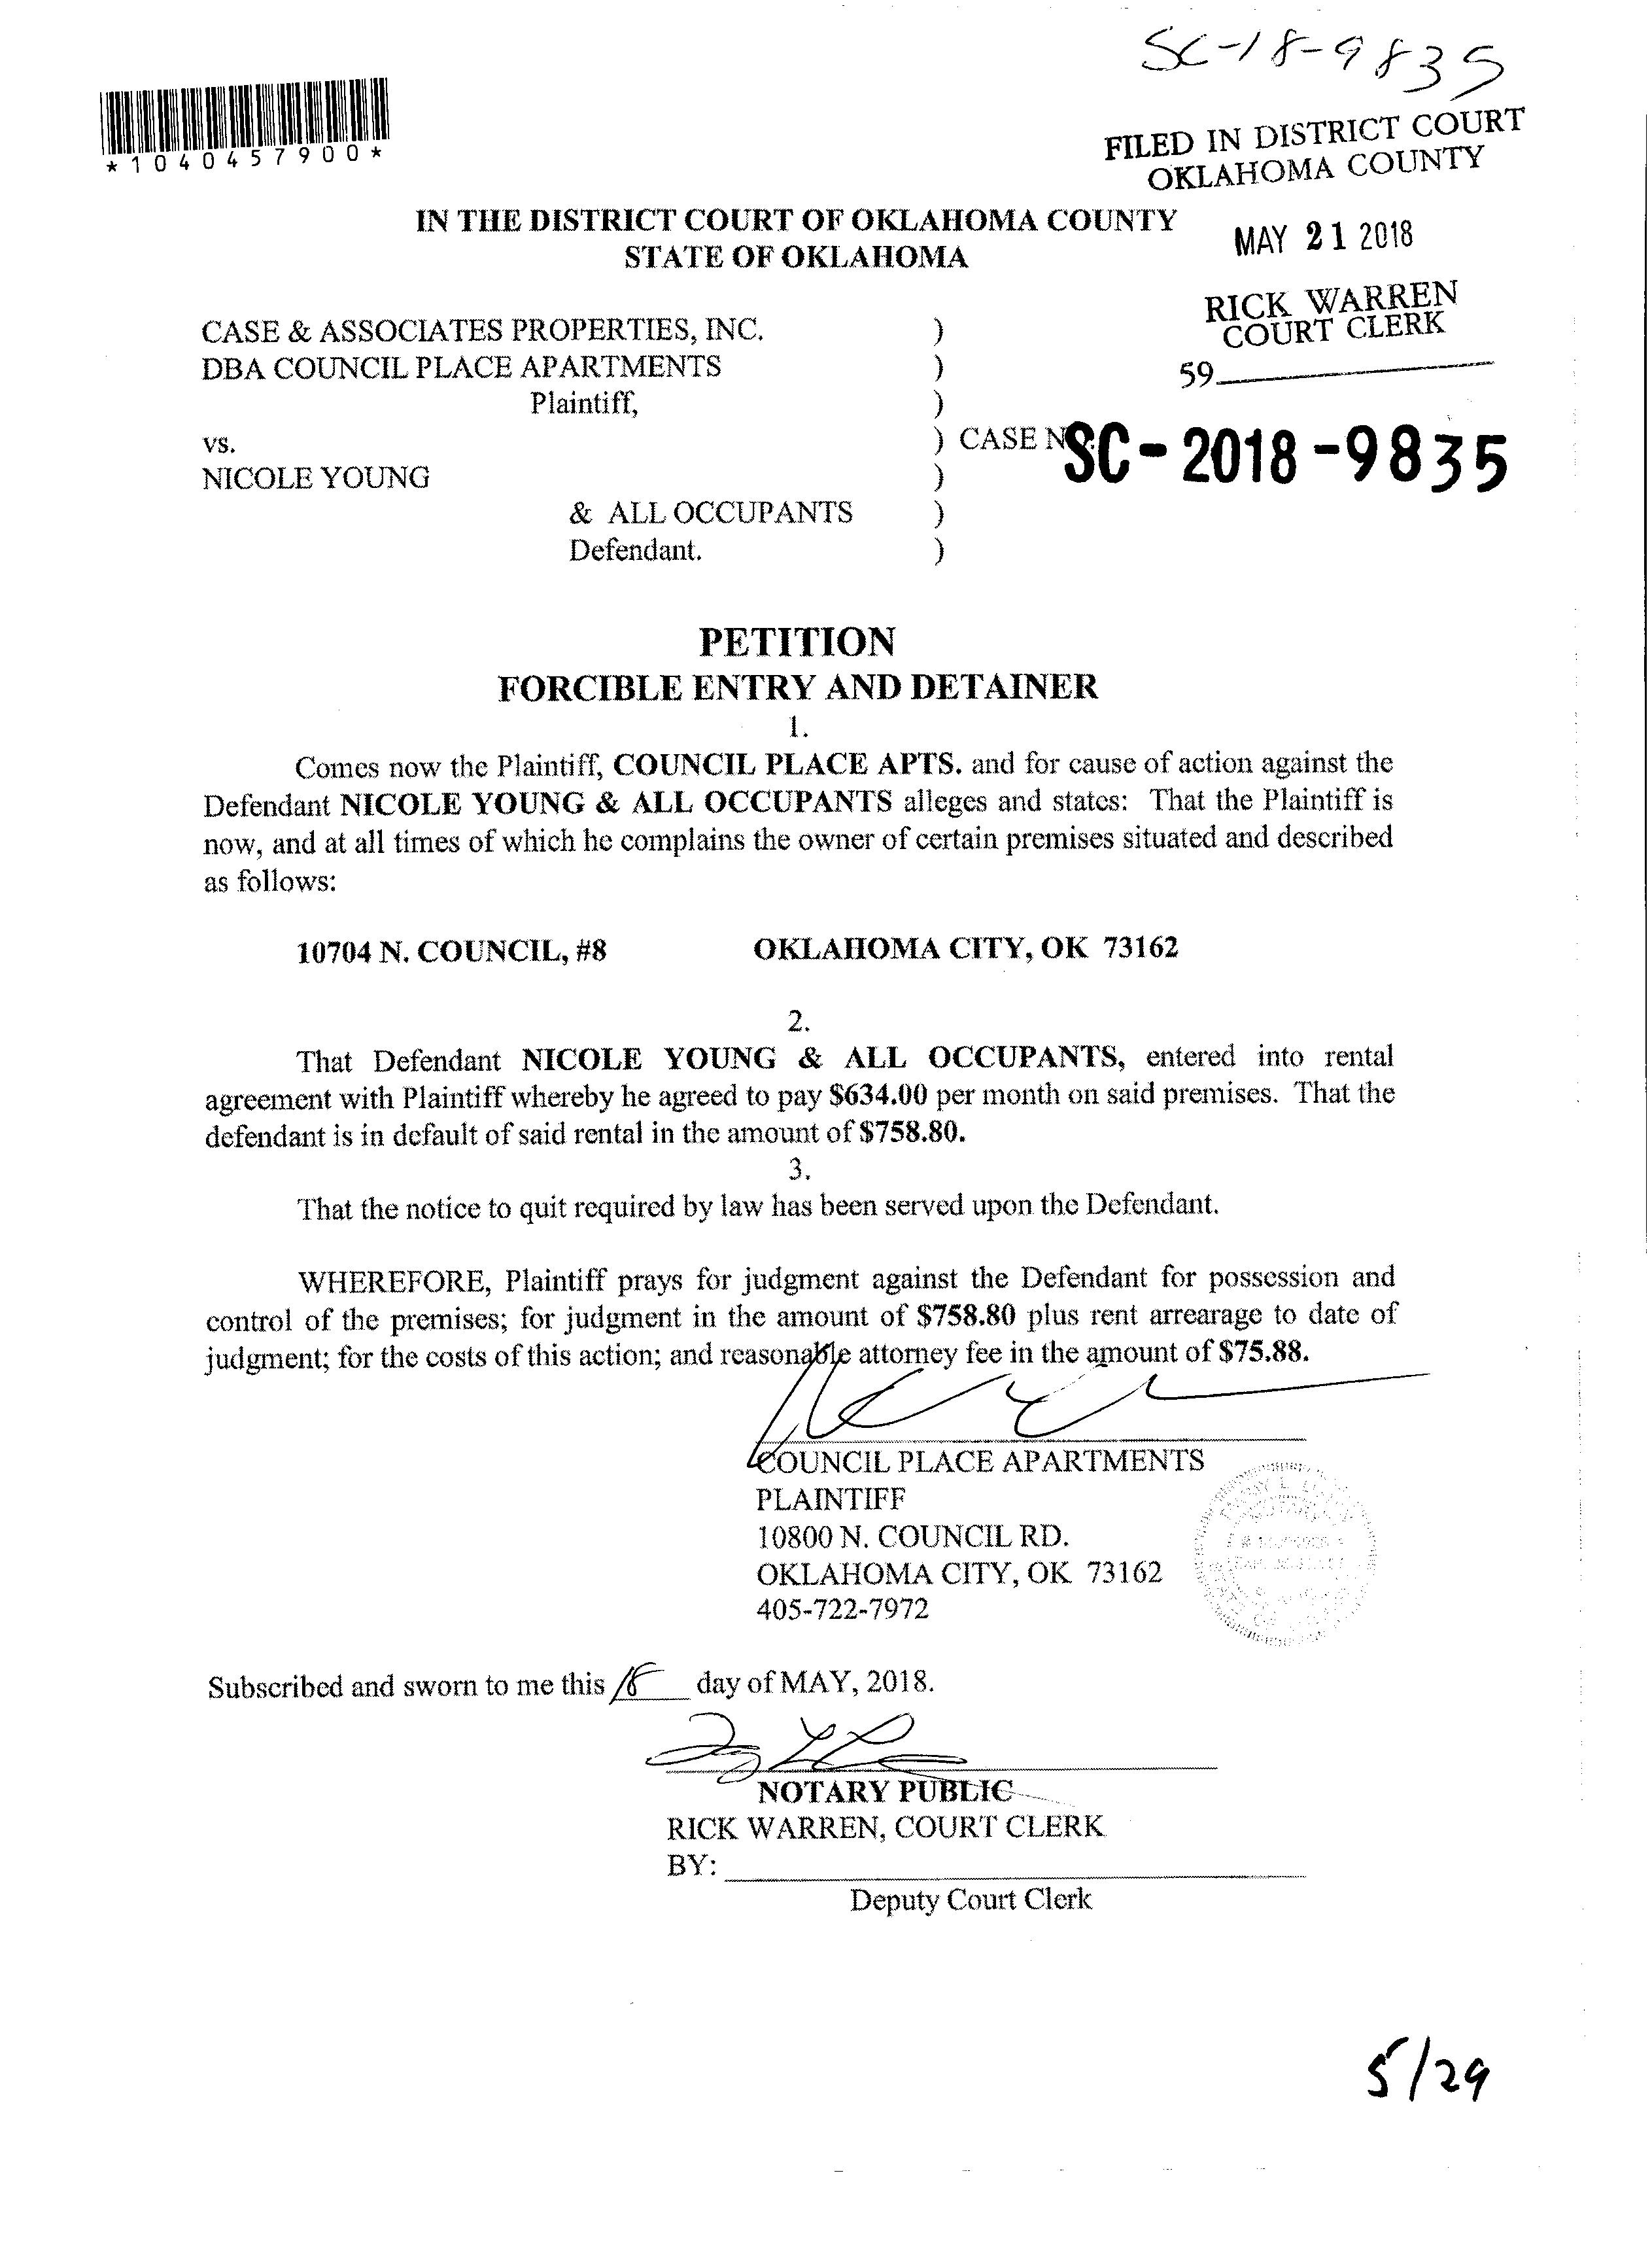 SC-18-9835
*1040457900*
FILED IN DISTRICT COURT
OKLAHOMA COUNTY
IN THE DISTRICT COURT OF OKLAHOMA COUNTY
STATE OF OKLAHOMA
MAY 21 2018
RICK WARREN
COURT CLERK
59
CASE & ASSOCIATES PROPERTIES, INC. )
DBA COUNCIL PLACE APARTMENTS )
Plaintiff, )
vs. ) CASE N SC-2018-9835
NICOLE YOUNG )
& ALL OCCUPANTS )
Defendant. )
PETITION
FORCIBLE ENTRY AND DETAINER
1.
Comes now the Plaintiff, COUNCIL PLACE APTS. and for cause of action against the
Defendant NICOLE YOUNG & ALL OCCUPANTS alleges and states: That the Plaintiff is
now, and at all times of which he complains the owner of certain premises situated and described
as follows:
10704 N. COUNCIL, #8 OKLAHOMA CITY, OK 73162
2.
That Defendant NICOLE YOUNG & ALL OCCUPANTS, entered into rental
agreement with Plaintiff whereby he agreed to pay $634.00 per month on said premises. That the
defendant is in default of said rental in the amount of $758.80.
3.
That the notice to quit required by law has been served upon the Defendant.
WHEREFORE, Plaintiff prays for judgment against the Defendant for possession and
control of the premises; for judgment in the amount of $758.80 plus rent arrearage to date of
judgment; for the costs of this action; and reasonable attorney fee in the amount of $75.88.
COUNCIL PLACE APARTMENTS
PLAINTIFF
10800 N. COUNCIL RD.
OKLAHOMA CITY, OK 73162
405-722-7972
Subscribed and sworn to me this 18 day of MAY, 2018.
NOTARY PUBLIC
RICK WARREN, COURT CLERK
BY:
Deputy Court Clerk
5/29